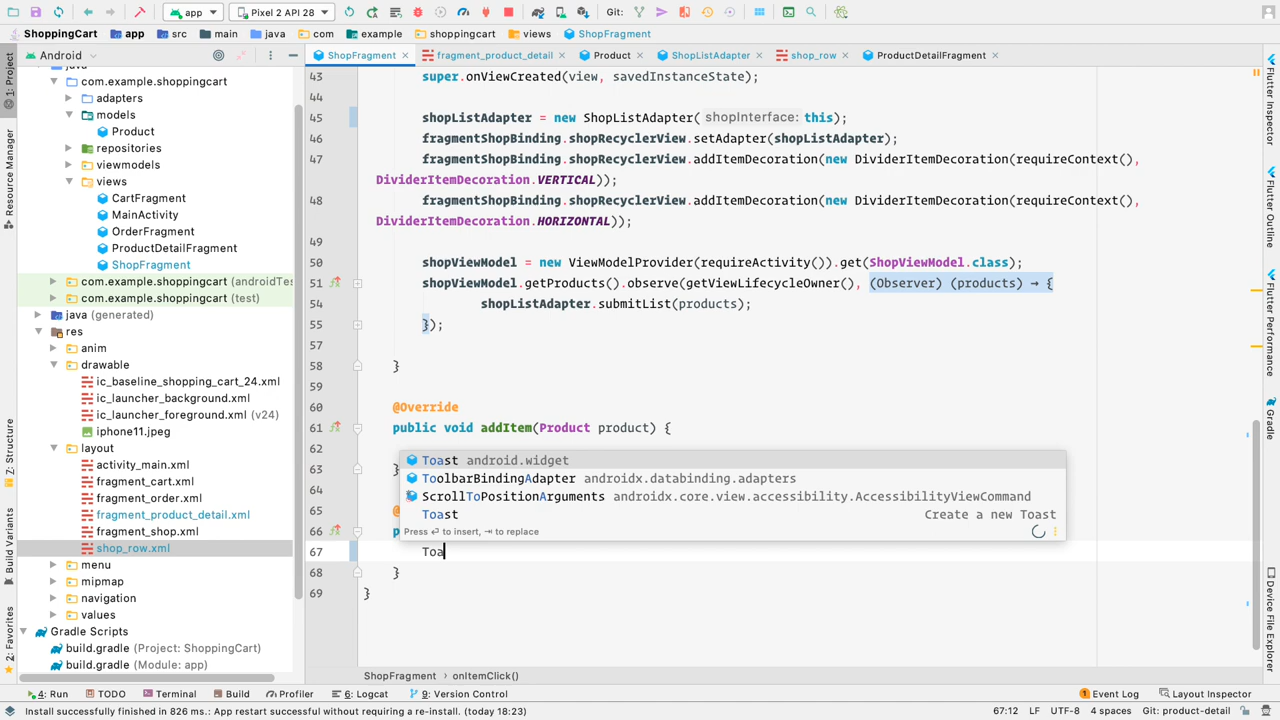 app
Pixel 2 API 28
Git:
ShoppingCart
app
src
main
java
example
shoppingcart
views
ShopFragment
Android
ShopFragment
fragment_product_detail
Product
ShopListAdapter
shop_row
ProductDetailFragment
1: Project
Resource Manager
Z: Structure
Build Variants
2: Favorites
java
com.example.shoppingcart
adapters
models
Product
repositories
viewmodels
views
CartFragment
MainActivity
OrderFragment
ProductDetailFragment
ShopFragment
com.example.shoppingcart (androidTes
com.example.shoppingcart (test)
java (generated)
res
anim
drawable
ic_baseline_shopping_cart_24.xml
ic_launcher_background.xml
ic_launcher_foreground.xml (v24)
iphone11.jpeg
layout
activity_main.xml
fragment_cart.xml
fragment_order.xml
fragment_product_detail.xml
fragment_shop.xml
shop_row.xml
menu
mipmap
navigation
values
Gradle Scripts
build.gradle (Project: ShoppingCart)
build.gradle (Module: app)
43 super.onViewCreated(view, savedInstanceState);
44
45 shopListAdapter = new ShopListAdapter( shopInterface: this);
46 fragmentShopBinding.shopRecyclerView.setAdapter(shopListAdapter);
47 fragmentShopBinding.shopRecyclerView.addItemDecoration(new DividerItemDecoration(requireContext(),
DividerItemDecoration.VERTICAL));
48 fragmentShopBinding.shopRecyclerView.addItemDecoration(new DividerItemDecoration(requireContext(),
DividerItemDecoration.HORIZONTAL));
49
50 shopViewModel = new ViewModelProvider(requireActivity()).get(ShopViewModel.class);
51 shopViewModel.getProducts().observe(getViewLifecycleOwner(), (Observer) (products) → {
54 shopListAdapter.submitList(products);
55 });
57
58 }
59
60 @Override
61 public void addItem(Product product) {
62
63 }
64
65 @
66 p
67 Toa
68 }
69 }
Toast android.widget
ToolbarBindingAdapter androidx.databinding.adapters
ScrollToPositionArguments androidx.core.view.accessibility.AccessibilityViewCommand
Toast Create a new Toast
Press ⏎ to insert, ⇥ to replace
ShopFragment › onItemClick()
Flutter Inspector
Flutter Outline
Flutter Performance
Gradle
Device File Explorer
4: Run
TODO
Terminal
Build
Profiler
6: Logcat
9: Version Control
1 Event Log
Layout Inspector
Install successfully finished in 826 ms.: App restart successful without requiring a re-install. (today 18:23)
67:12 LF UTF-8 4 spaces Git: product-detail